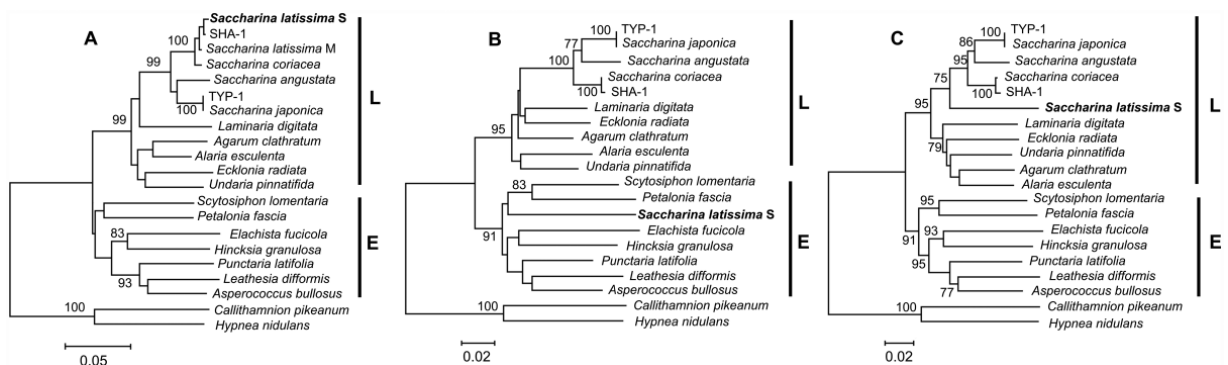 A
Saccharina latissima S
SHA-1
100
Saccharina latissima M
Saccharina coriacea
99
Saccharina angustata
TYP-1
100
Saccharina japonica
99
Laminaria digitata
Agarum clathratum
Alaria esculenta
Ecklonia radiata
Undaria pinnatifida
L
Scytosiphon lomentaria
Petalonia fascia
83
Elachista fucicola
Hincksia granulosa
E
Punctaria latifolia
93
Leathesia difformis
Asperococcus bullosus
100
Callithamnion pikeanum
Hypnea nidulans
0.05
B
100
TYP-1
77
Saccharina japonica
Saccharina angustata
100
Saccharina coriacea
100
SHA-1
Laminaria digitata
Ecklonia radiata
95
Agarum clathratum
Alaria esculenta
Undaria pinnatifida
L
83
Scytosiphon lomentaria
Petalonia fascia
Saccharina latissima S
91
Elachista fucicola
Hincksia granulosa
E
Punctaria latifolia
Leathesia difformis
Asperococcus bullosus
100
Callithamnion pikeanum
Hypnea nidulans
0.02
C
TYP-1
86
100
Saccharina japonica
95
Saccharina angustata
75
Saccharina coriacea
100
SHA-1
95
Saccharina latissima S
Laminaria digitata
Ecklonia radiata
79
Undaria pinnatifida
Agarum clathratum
Alaria esculenta
L
95
Scytosiphon lomentaria
Petalonia fascia
91
93
Elachista fucicola
Hincksia granulosa
E
95
Punctaria latifolia
Leathesia difformis
77
Asperococcus bullosus
100
Callithamnion pikeanum
Hypnea nidulans
0.02